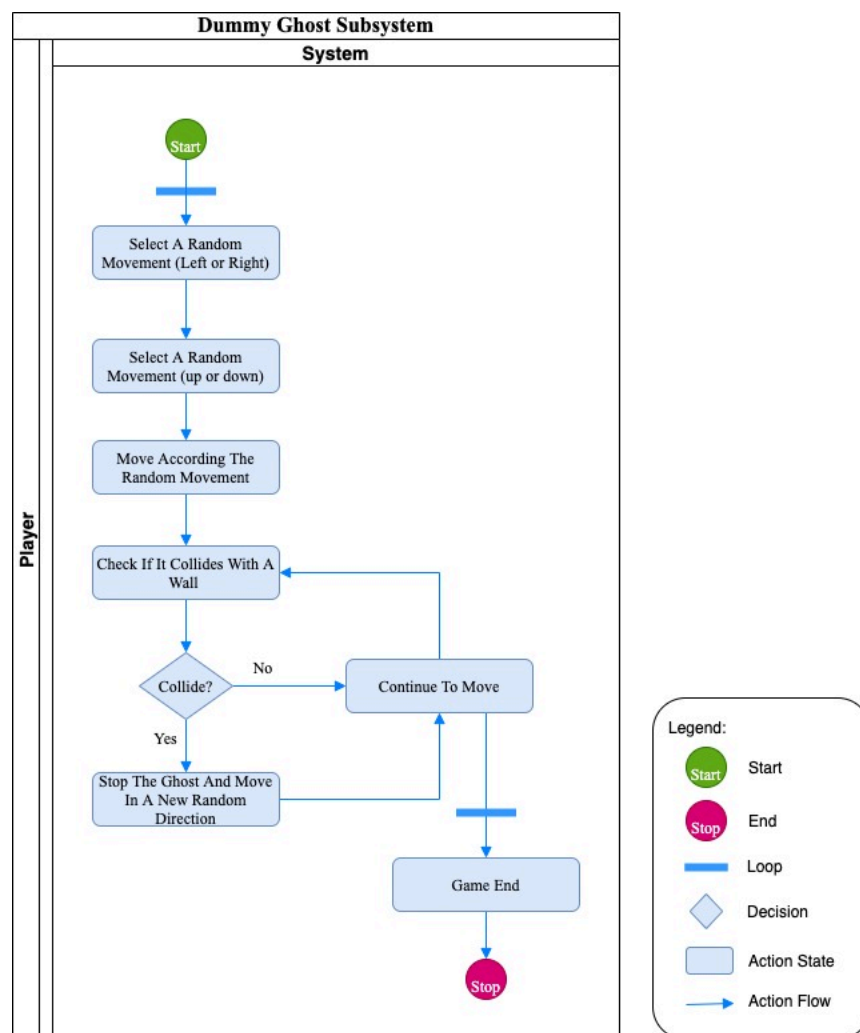 Dummy Ghost Subsystem
System
Player
Start
Select A Random
Movement (Left or Right)
Select A Random
Movement (up or down)
Move According The
Random Movement
Check If It Collides With A
Wall
Collide?
No
Continue To Move
Yes
Stop The Ghost And Move
In A New Random
Direction
Game End
Stop
Legend:
Start
Start
Stop
End
Loop
Decision
Action State
Action Flow